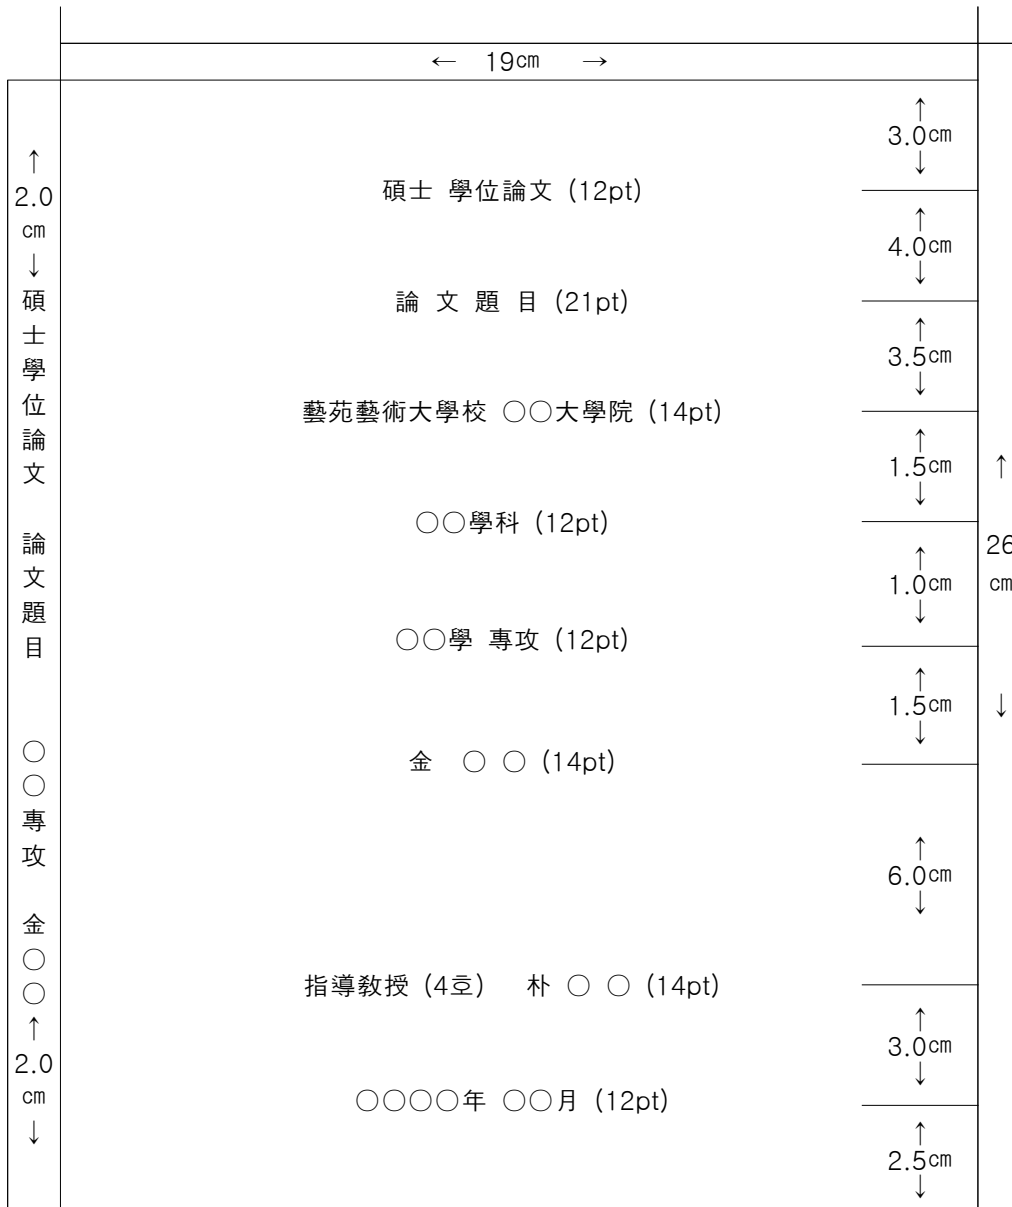 ← 19㎝ →
↑
2.0
㎝
↓
碩
士
學
位
論
文
論
文
題
目
○
○
專
攻
金
○
○
↑
2.0
㎝
↓
碩士 學位論文 (12pt)
論 文 題 目 (21pt)
藝苑藝術大學校 ○○大學院 (14pt)
○○學科 (12pt)
○○學 專攻 (12pt)
金 ○ ○ (14pt)
指導敎授 (4호) 朴 ○ ○ (14pt)
○○○○年 ○○月 (12pt)
↑
3.0㎝
↓
↑
4.0㎝
↓
↑
3.5㎝
↓
↑
1.5㎝
↓
↑
1.0㎝
↓
↑
1.5㎝
↓
↑
6.0㎝
↓
↑
3.0㎝
↓
↑
2.5㎝
↓
↑
26
㎝
↓